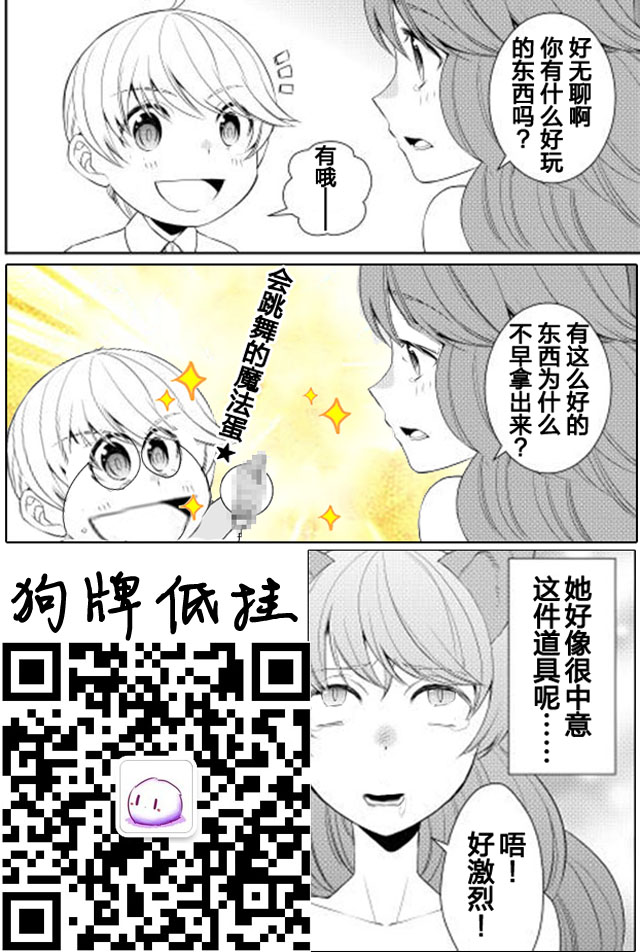 好无聊啊
你有什么好玩
的东西吗？
有哦——
会跳舞的魔法蛋★
有这么好的
东西为什么
不早拿出来？
狗牌低挂
她好像很中意
这件道具呢……
唔！
好激烈！